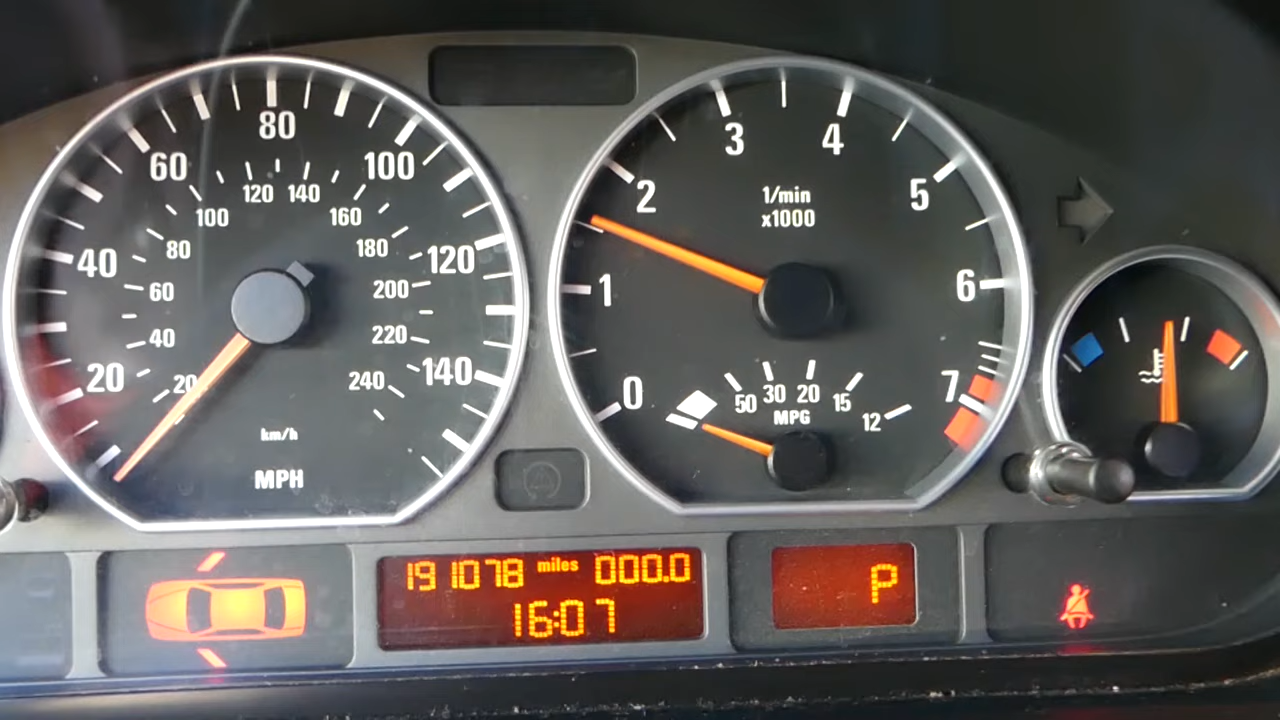 20 40 60 80 100 120 140
20 40 60 80 100 120 140 160 180 200 220 240
km/h
MPH
0 1 2 3 4 5 6 7
1/min
x1000
50 30 20 15 12
MPG
191078 miles 000.0
16:07
P